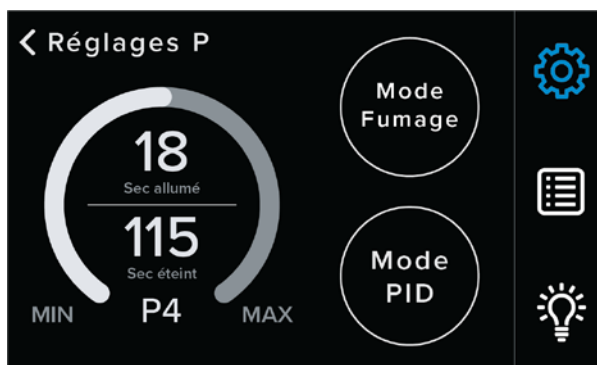 Réglages P
18
Sec allumé
115
Sec éteint
MIN
P4
MAX
Mode
Fumage
Mode
PID